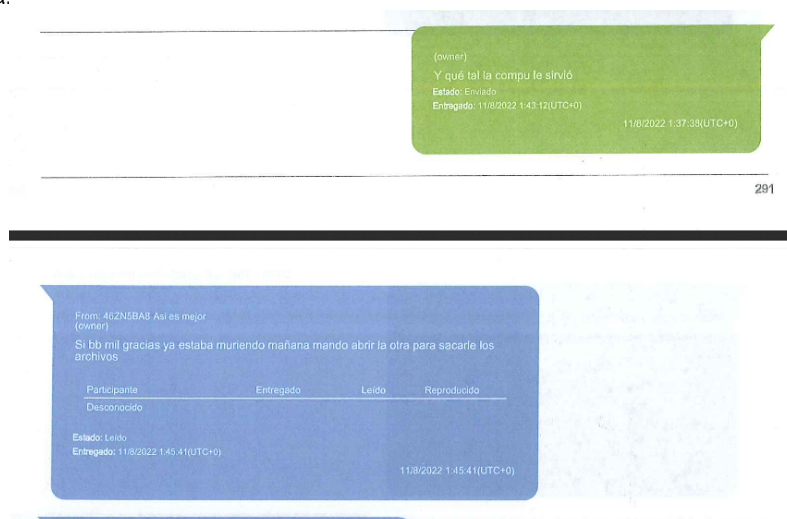 (owner)
Y qué tal la compu le sirvió
Estado: Enviado
Entregado: 11/8/2022 1:43:12(UTC+0)
11/8/2022 1:37:38(UTC+0)
291
From: 46ZN5BA8 Asi es mejor
(owner)
Si bb mil gracias ya estaba muriendo mañana mando abrir la otra para sacarle los
archivos
Participante Entregado Leído Reproducido
Desconocido
Estado: Leído
Entregado: 11/8/2022 1:45:41(UTC+0)
11/8/2022 1:45:41(UTC+0)